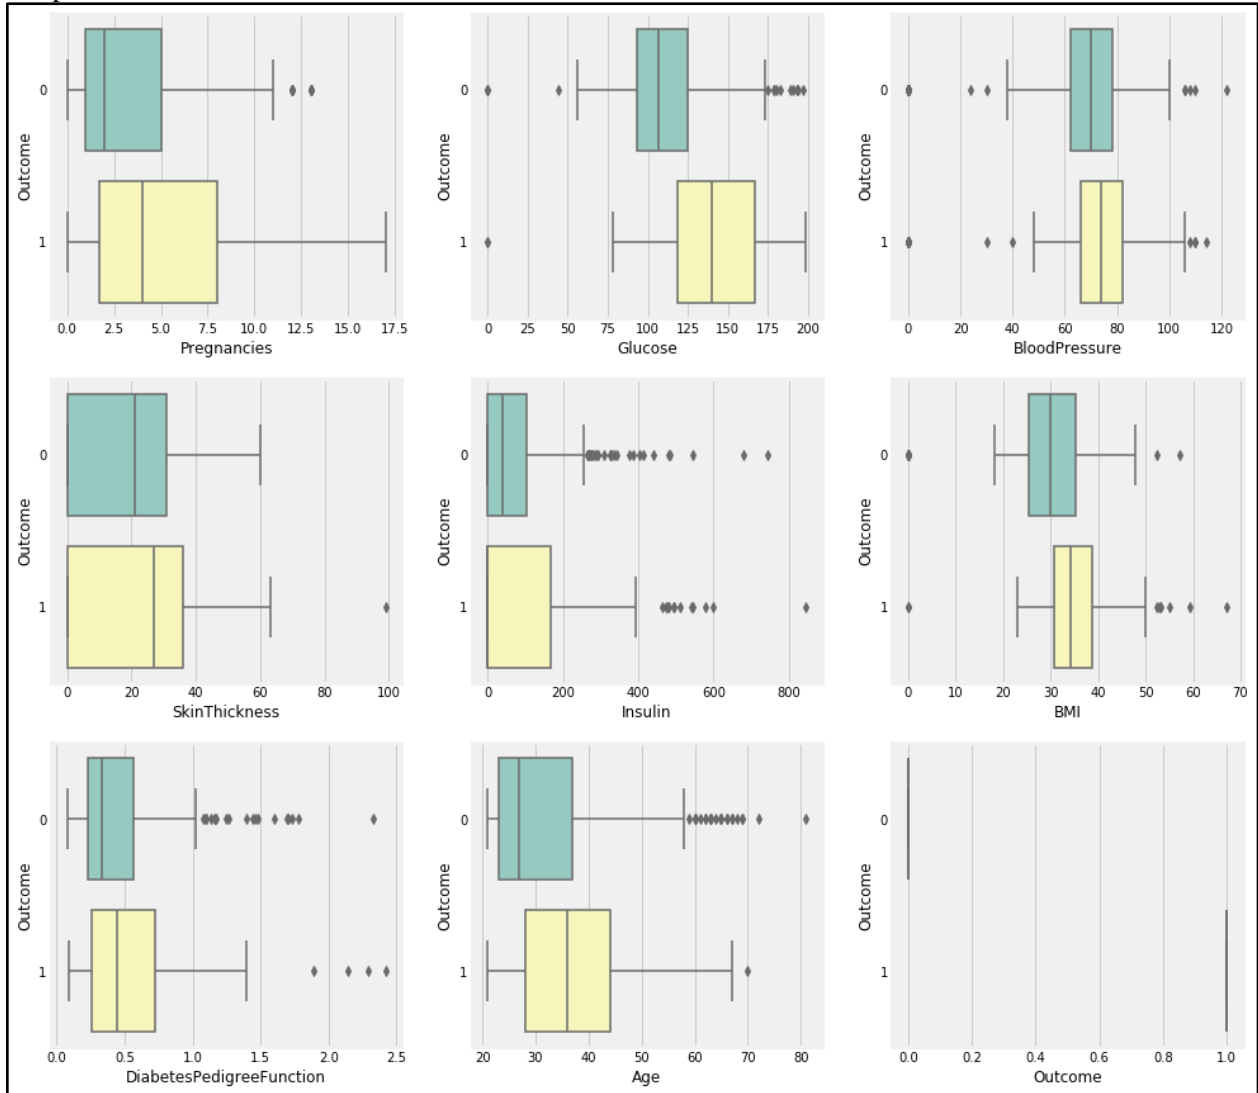 Outcome
0
1
0.0 2.5 5.0 7.5 10.0 12.5 15.0 17.5
Pregnancies
Outcome
0
1
0 25 50 75 100 125 150 175 200
Glucose
Outcome
0
1
0 20 40 60 80 100 120
BloodPressure
Outcome
0
1
0 20 40 60 80 100
SkinThickness
Outcome
0
1
0 200 400 600 800
Insulin
Outcome
0
1
0 10 20 30 40 50 60 70
BMI
Outcome
0
1
0.0 0.5 1.0 1.5 2.0 2.5
DiabetesPedigreeFunction
Outcome
0
1
20 30 40 50 60 70 80
Age
Outcome
0
1
0.0 0.2 0.4 0.6 0.8 1.0
Outcome